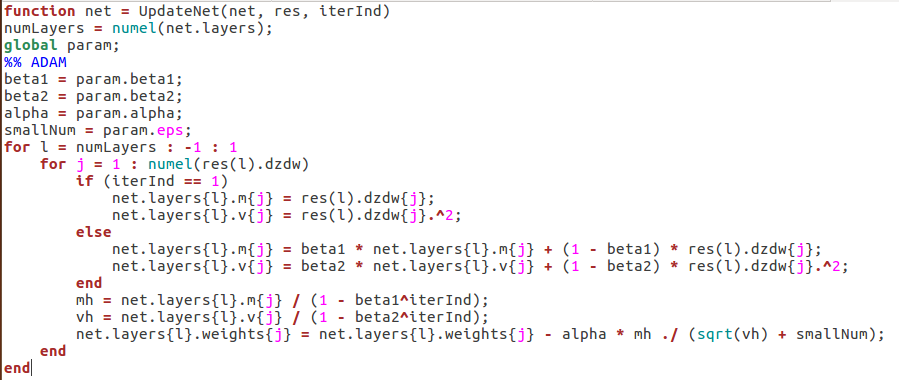 function net = UpdateNet(net, res, iterInd)
numLayers = numel(net.layers);
global param;
%% ADAM
beta1 = param.beta1;
beta2 = param.beta2;
alpha = param.alpha;
smallNum = param.eps;
for l = numLayers : -1 : 1
    for j = 1 : numel(res(l).dzdw)
        if (iterInd == 1)
            net.layers{l}.m{j} = res(l).dzdw{j};
            net.layers{l}.v{j} = res(l).dzdw{j}.^2;
        else
            net.layers{l}.m{j} = beta1 * net.layers{l}.m{j} + (1 - beta1) * res(l).dzdw{j};
            net.layers{l}.v{j} = beta2 * net.layers{l}.v{j} + (1 - beta2) * res(l).dzdw{j}.^2;
        end
        mh = net.layers{l}.m{j} / (1 - beta1^iterInd);
        vh = net.layers{l}.v{j} / (1 - beta2^iterInd);
        net.layers{l}.weights{j} = net.layers{l}.weights{j} - alpha * mh ./ (sqrt(vh) + smallNum);
    end
end